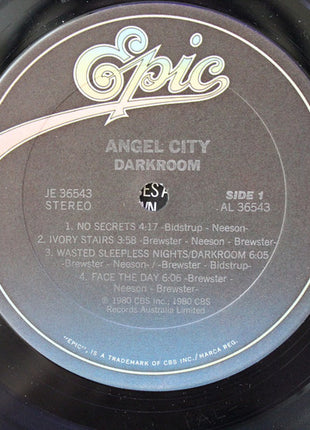 Epic
ANGEL CITY
DARKROOM
JE 36543
STEREO
SIDE 1
AL 36543
1. NO SECRETS 4:17 -Bidstrup - Neeson-
2. IVORY STAIRS 3:58 -Brewster - Neeson - Brewster-
3. WASTED SLEEPLESS NIGHTS/DARKROOM 6:05
-Brewster - Neeson-/-Brewster - Bidstrup-
4. FACE THE DAY 6:06 -Brewster -
Neeson - Brewster-
℗ 1980 CBS Inc., 1980 CBS
Records Australia Limited
"EPIC", IS A TRADEMARK OF CBS INC./MARCA REG.